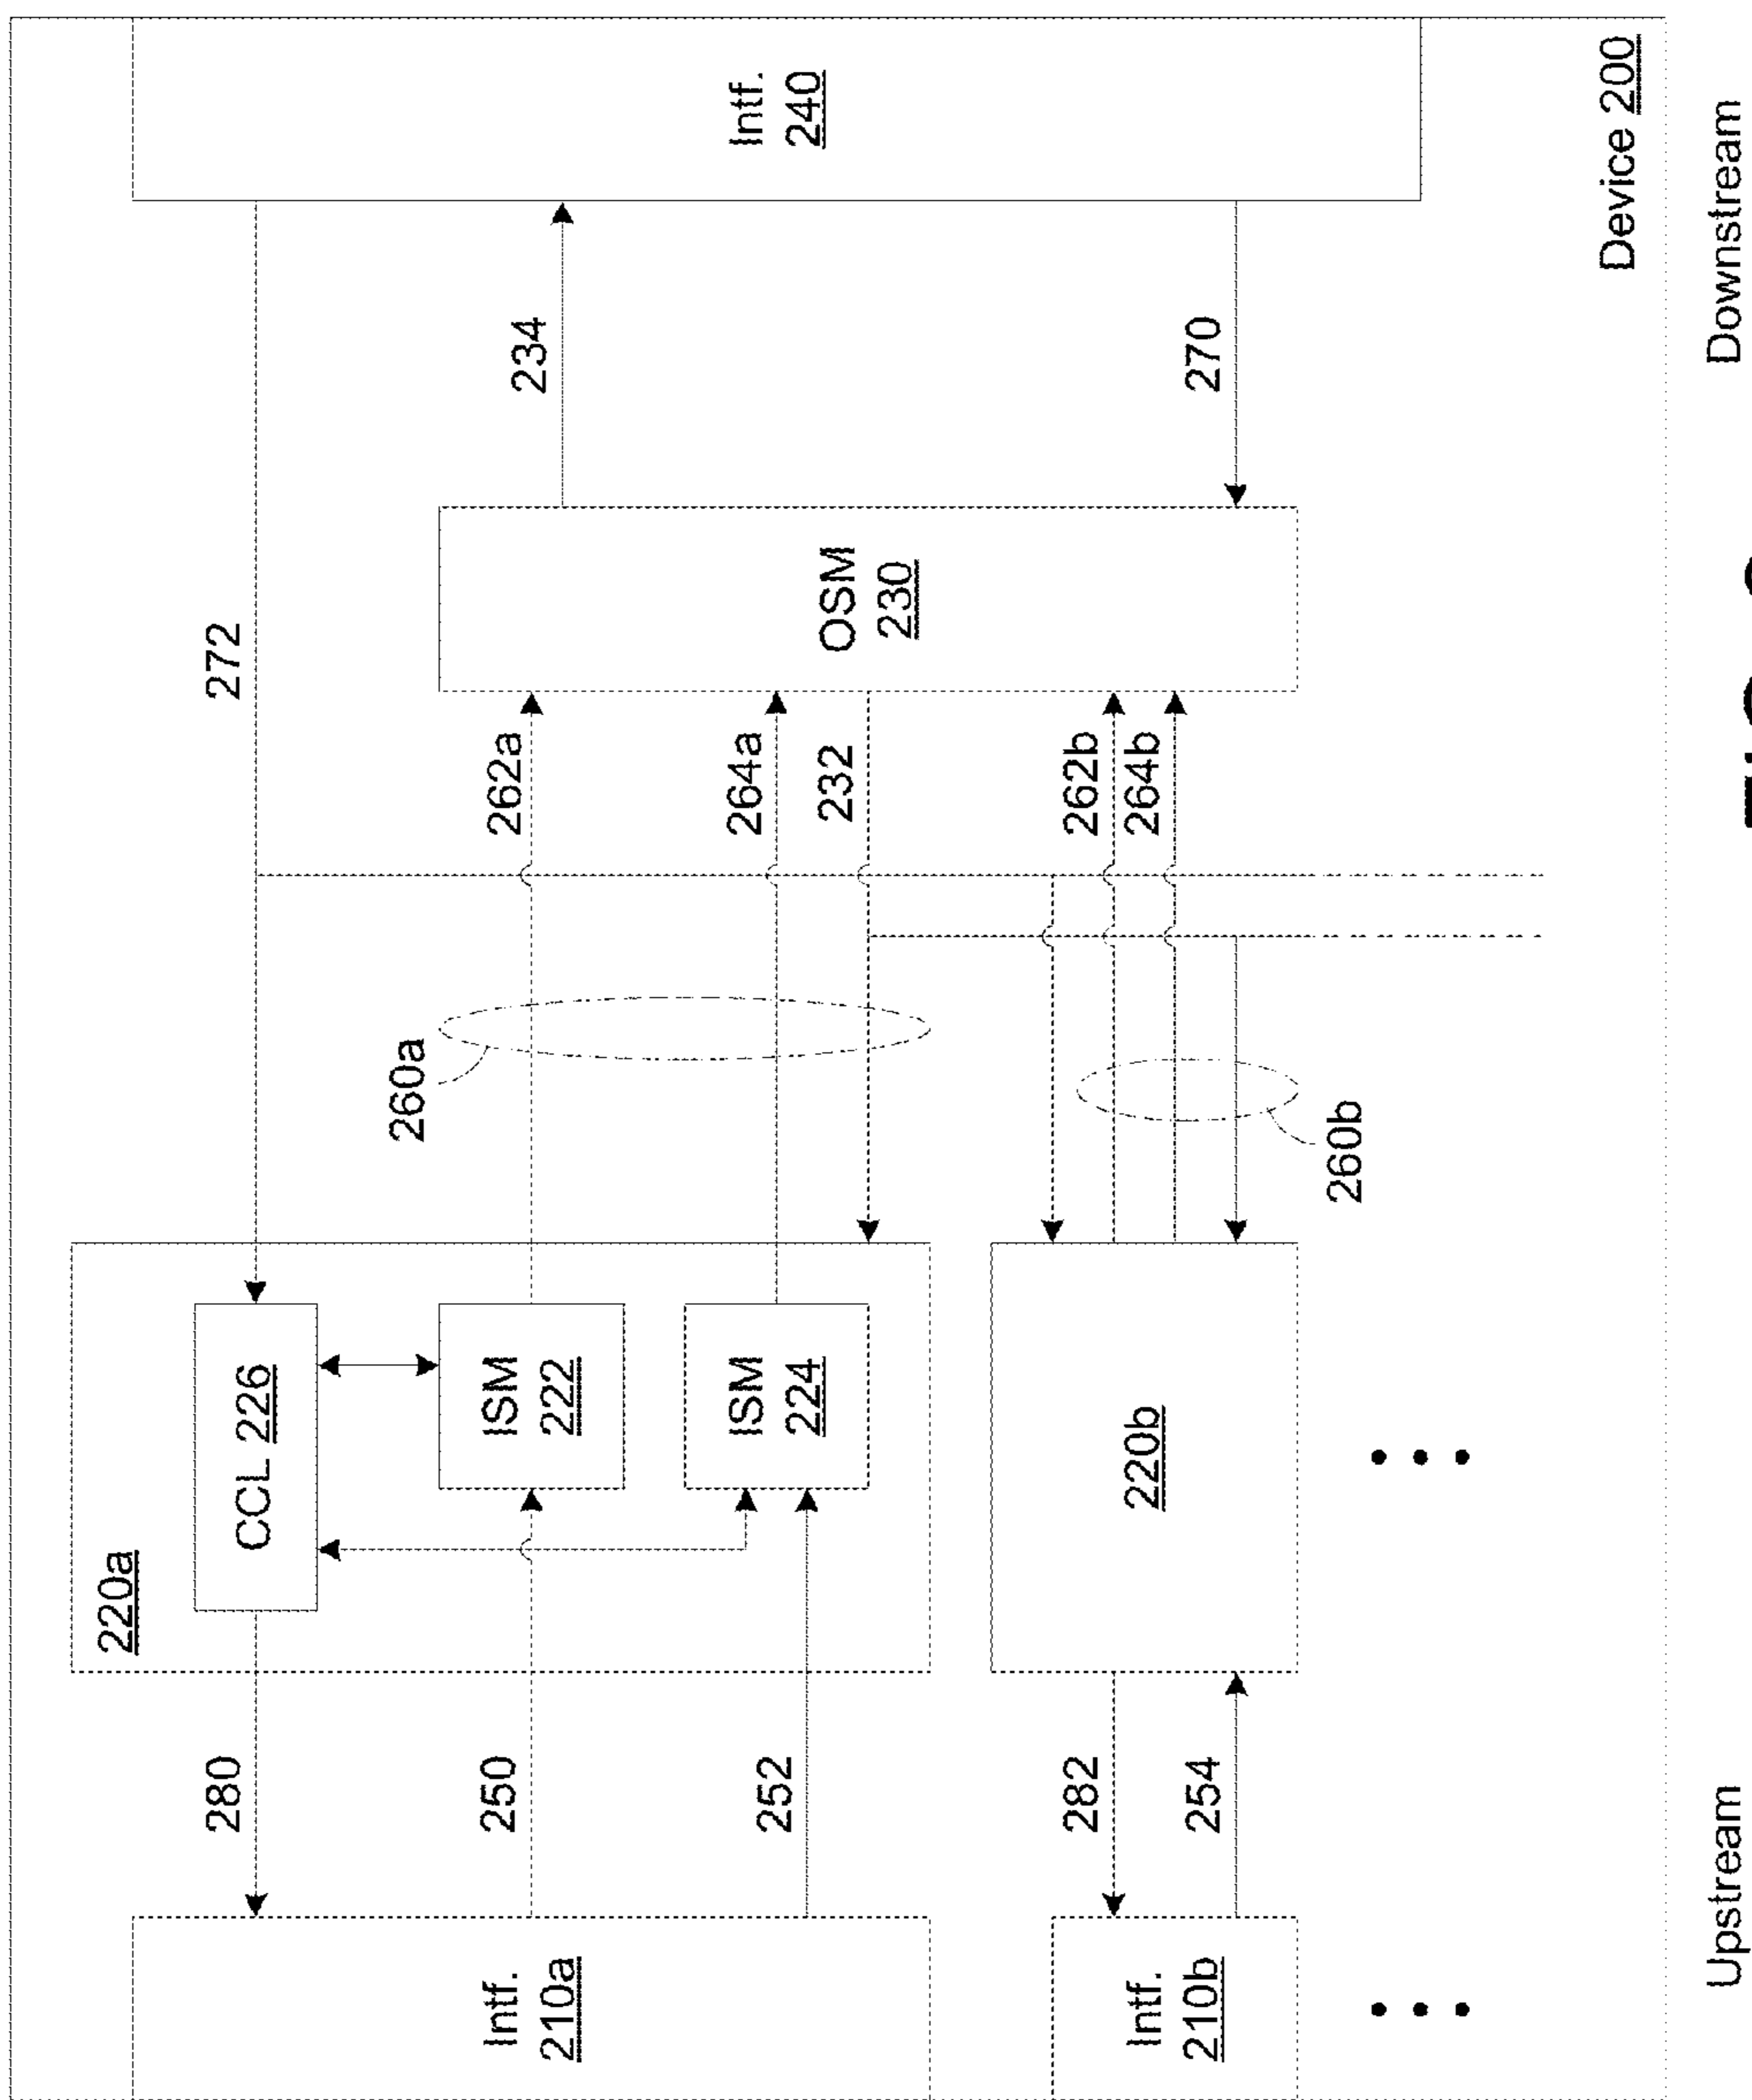 220a
Intf.
210a
280
250
252
CCL 226
ISM
222
ISM
224
260a
272
262a
264a
232
OSM
230
234
270
Intf.
240
Intf.
210b
282
254
220b
260b
262b
264b
Device 200
Upstream
Downstream